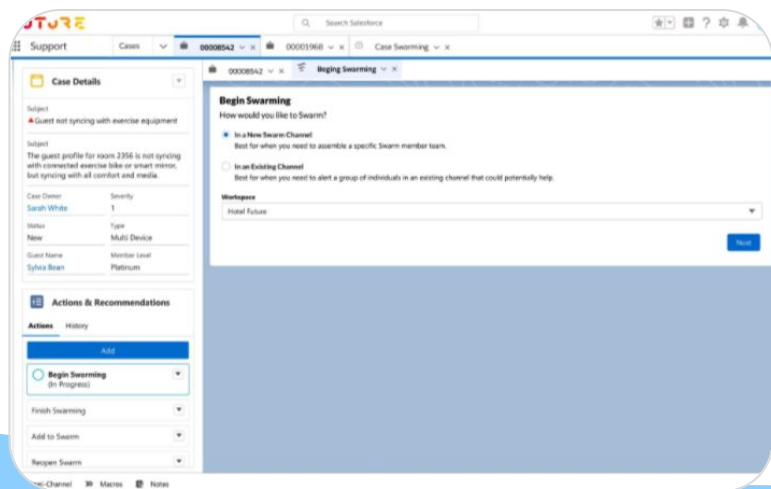 UTURE
Search Salesforce
Support
Cases
00008542
00001968
Case Swarming
00008542
Beging Swarming
Case Details
Subject
Guest not syncing with exercise equipment
Subject
The guest profile for room 2356 is not syncing
with connected exercise bike or smart mirror,
but syncing with all comfort and media.
Case Owner
Severity
Sarah White
1
Status
Type
New
Multi Device
Guest Name
Member Level
Sylvia Bean
Platinum
Actions & Recommendations
Actions
History
Add
Begin Swarming
(In Progress)
Finish Swarming
Add to Swarm
Reopen Swarm
Begin Swarming
How would you like to Swarm?
In a New Swarm Channel
Best for when you need to assemble a specific Swarm member team.
In an Existing Channel
Best for when you need to alert a group of individuals in an existing channel that could potentially help.
Workspace
Hotel Future
Next
-Channel
Macros
Notes